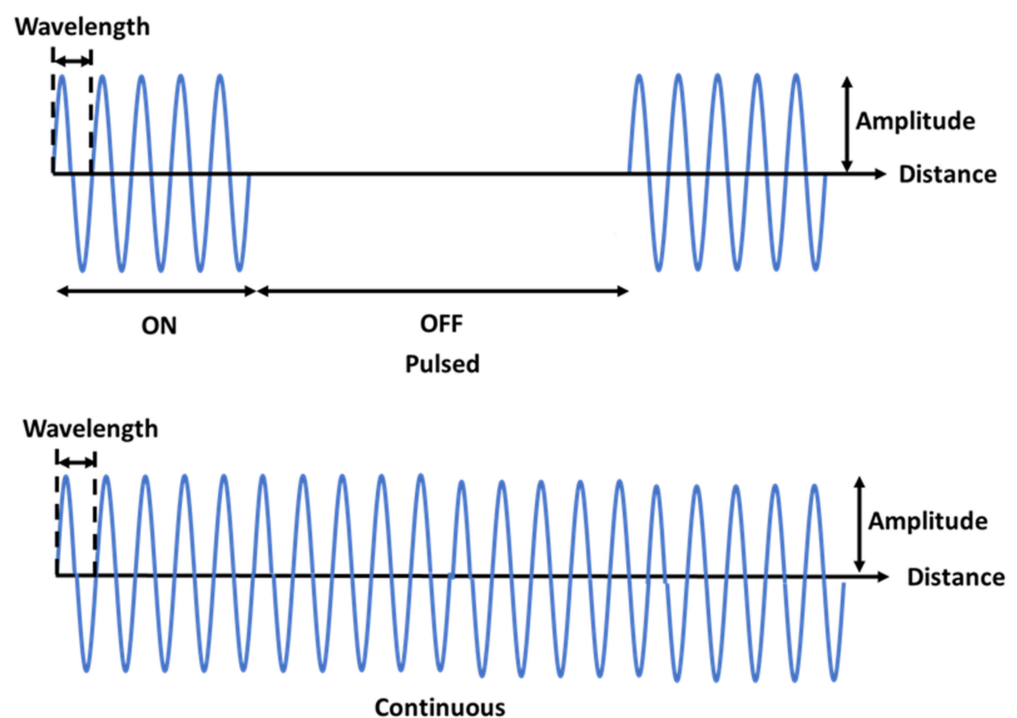 Wavelength
Amplitude
Distance
ON
OFF
Pulsed
Wavelength
Amplitude
Distance
Continuous